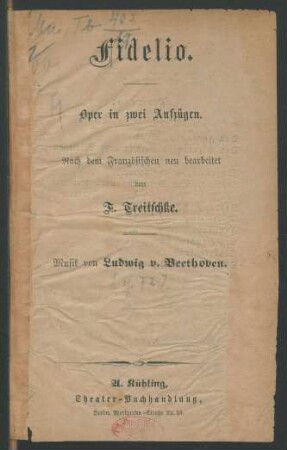 Fidelio.
Oper in zwei Aufzügen.
Nach dem Französischen neu bearbeitet
von
F. Treitschke.
Musik von Ludwig v. Beethoven.
A. Kühling,
Theater-Buchhandlung,
Berlin,